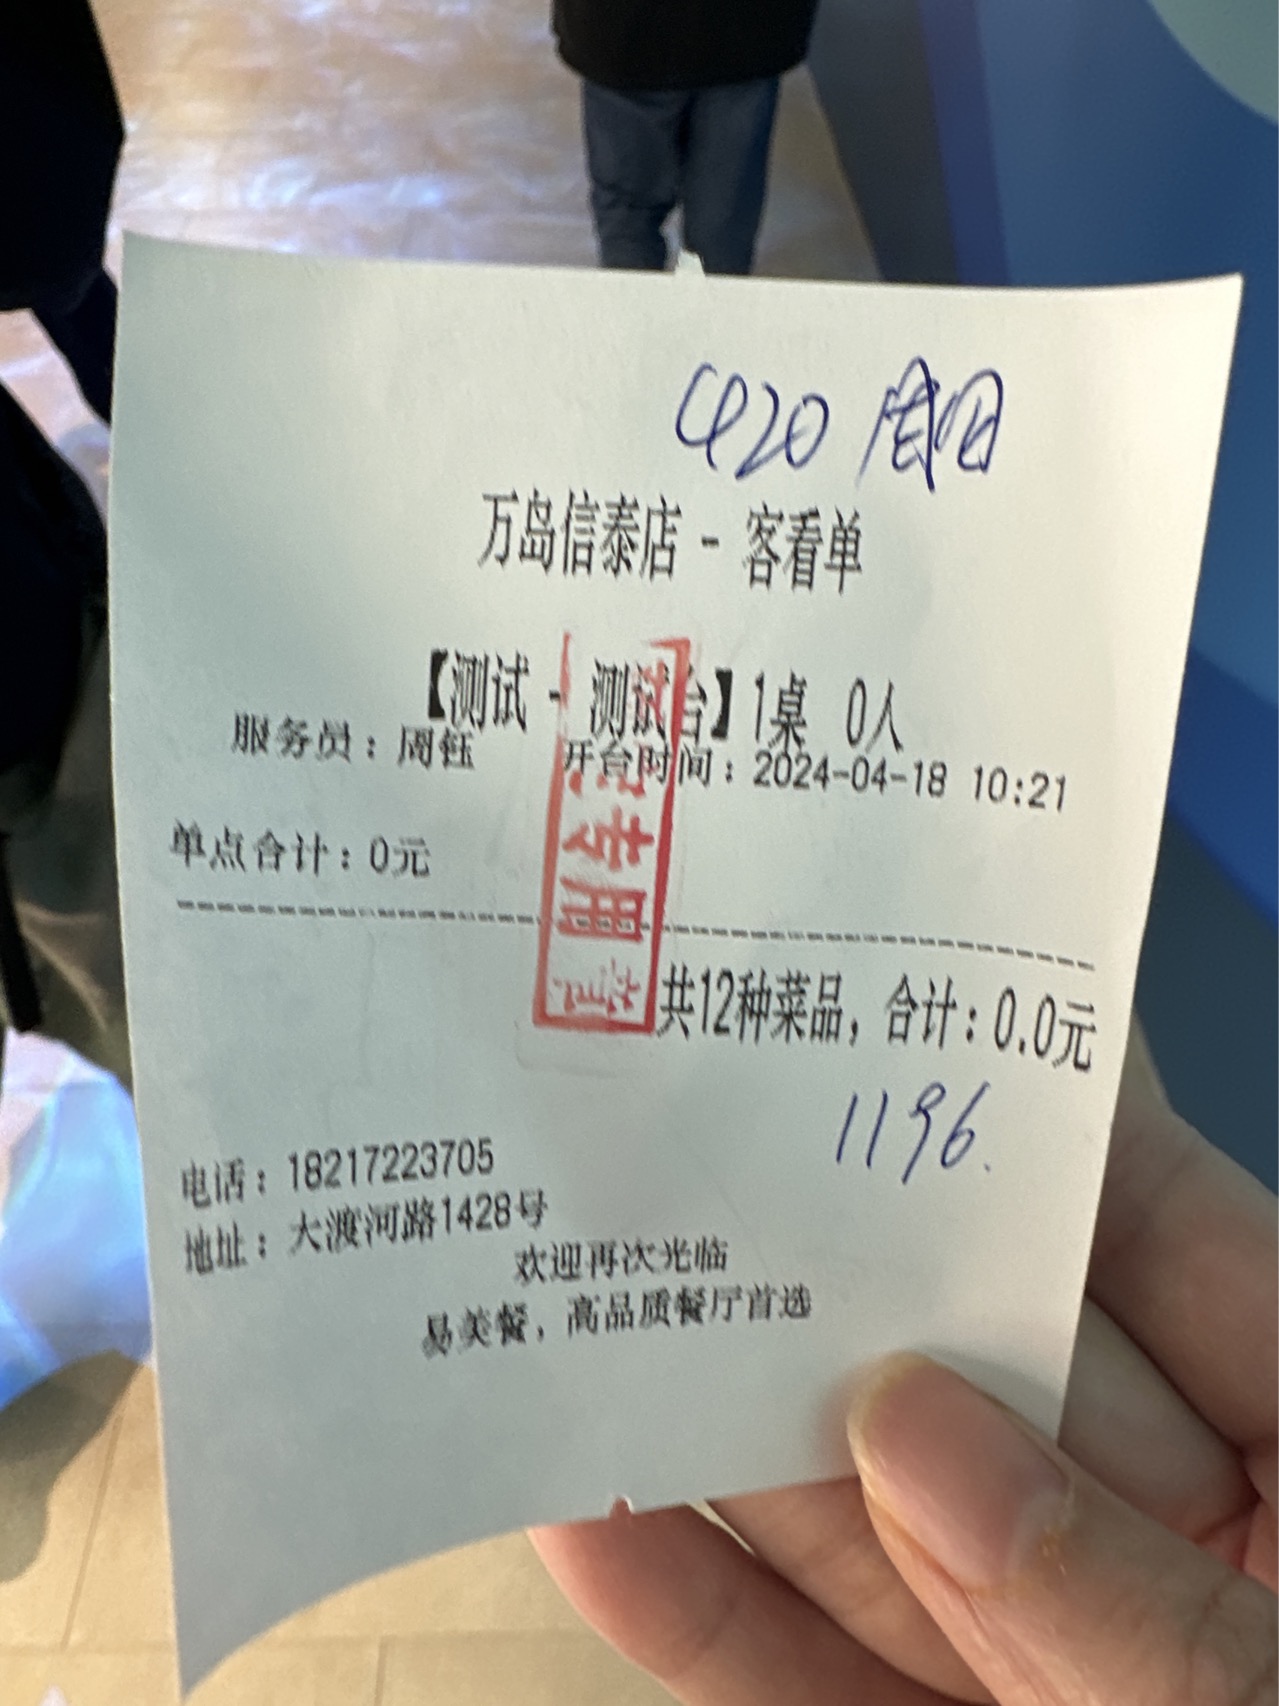 420 周阳
万岛信泰店 - 客看单
【测试 - 测试台】1桌 0人
服务员：周钰 开台时间：2024-04-18 10:21
单点合计：0元
专用章
共12种菜品，合计：0.0元
1196.
电话：18217223705
地址：大渡河路1428号
欢迎再次光临
易美餐，高品质餐厅首选